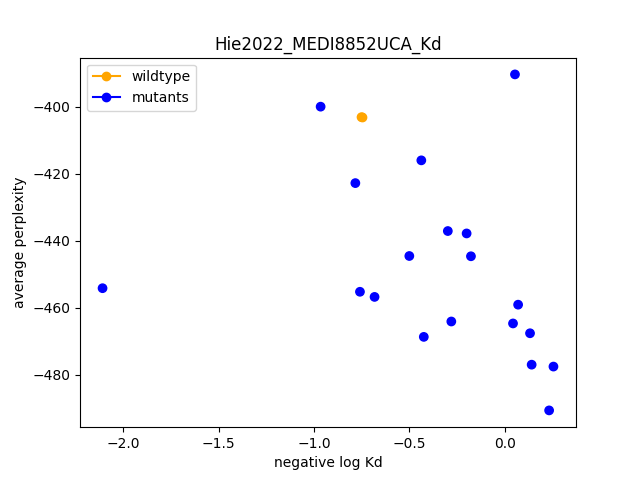 Hie2022_MEDI8852UCA_Kd
wildtype
mutants
−400
−420
−440
−460
−480
average perplexity
−2.0
−1.5
−1.0
−0.5
0.0
negative log Kd